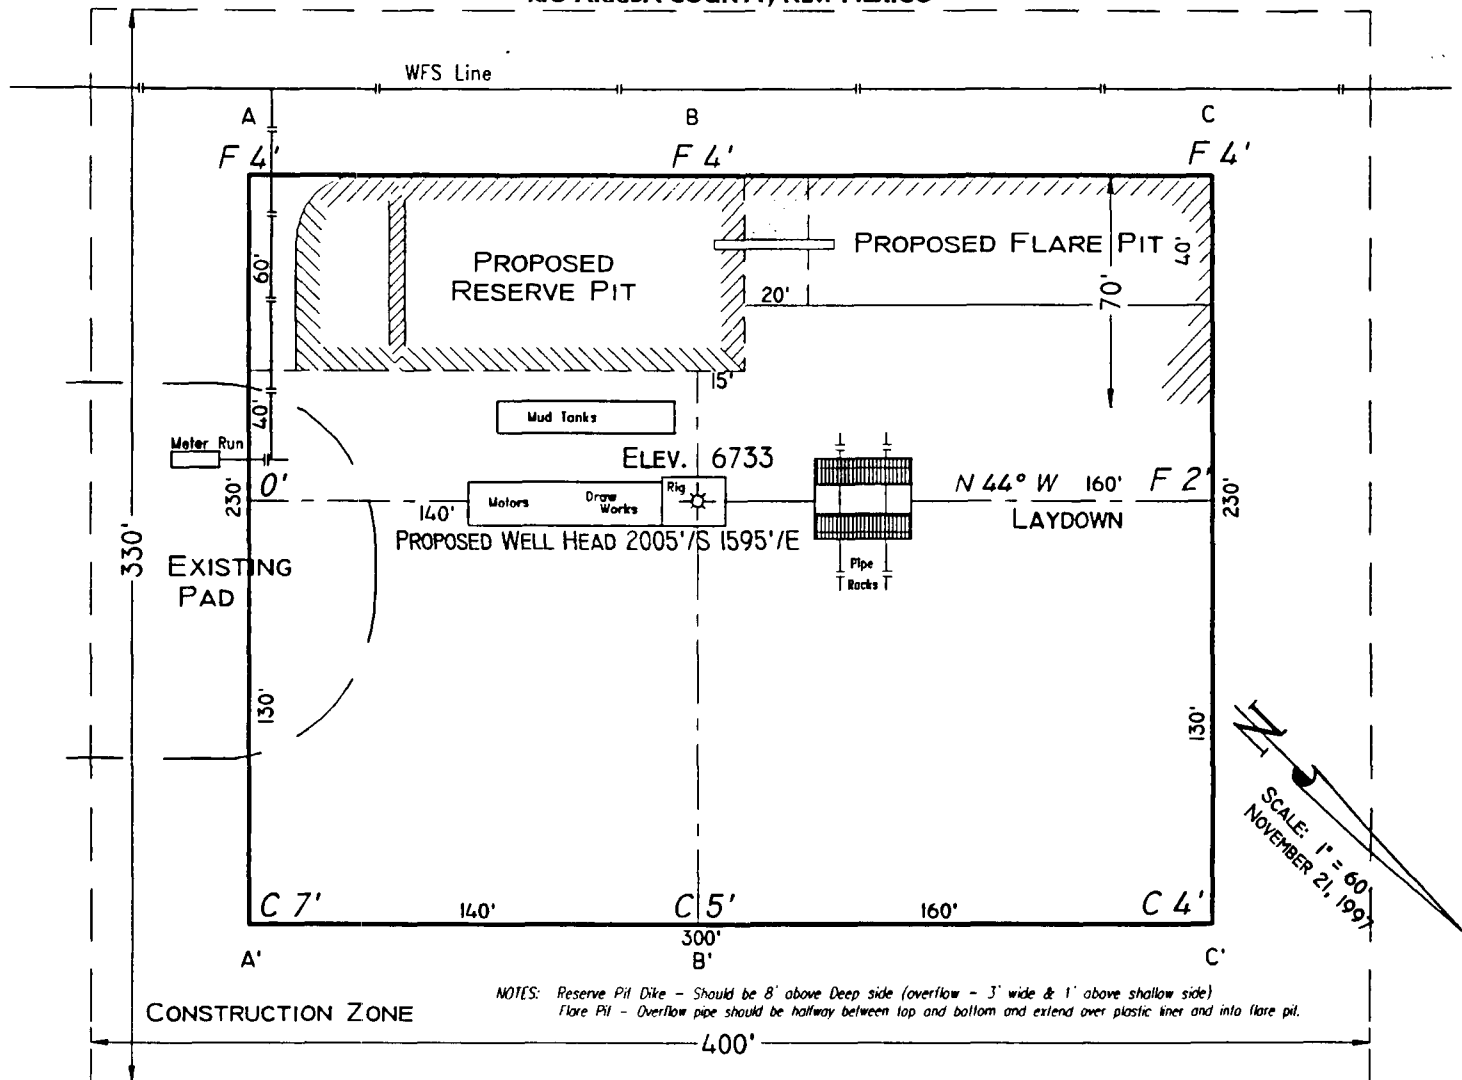 RIO ARRIBA COUNTY, NEW MEXICO
WFS Line
A
B
C
F 4'
F 4'
F 4'
PROPOSED
RESERVE PIT
PROPOSED FLARE PIT
60'
20'
70'
40'
15'
40'
Mud Tanks
Meter Run
ELEV. 6733
230'
0'
140'
Motors
Draw
Works
Rig
N 44° W
160'
F 2'
230'
LAYDOWN
PROPOSED WELL HEAD 2005'/S 1595'/E
330'
EXISTING
PAD
Pipe
Racks
130'
130'
N
SCALE: 1" = 60'
NOVEMBER 21, 1997
C 7'
140'
C 5'
160'
C 4'
300'
A'
B'
C'
NOTES: Reserve Pit Dike - Should be 8' above Deep side (overflow - 3' wide & 1' above shallow side)
Flare Pit - Overflow pipe should be halfway between top and bottom and extend over plastic liner and into flare pit.
CONSTRUCTION ZONE
400'